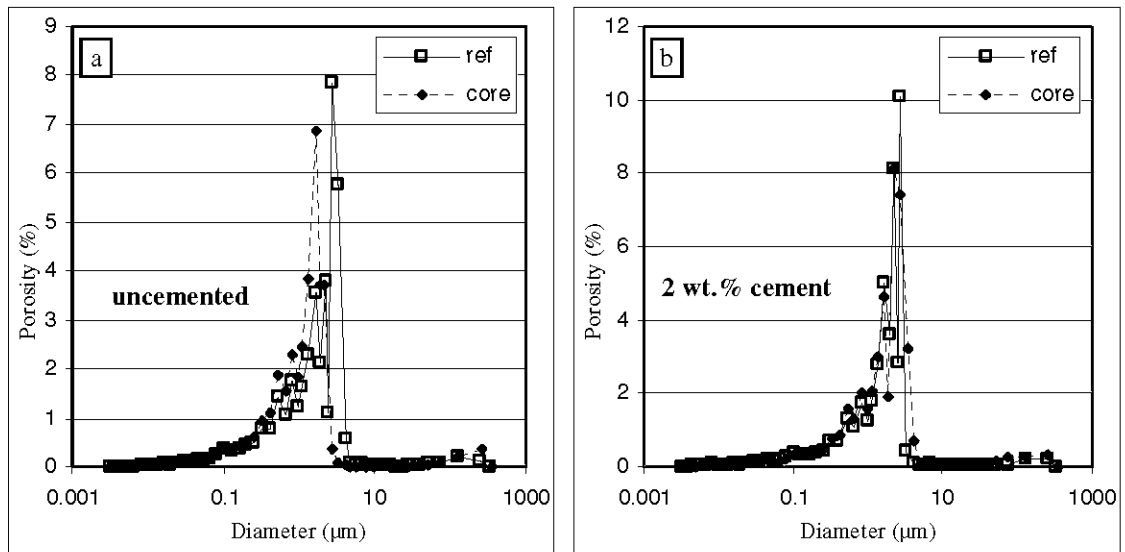 a
ref
core
uncemented
Porosity (%)
9
8
7
6
5
4
3
2
1
0
0.001
0.1
10
1000
Diameter (µm)
b
ref
core
2 wt.% cement
Porosity (%)
12
10
8
6
4
2
0
0.001
0.1
10
1000
Diameter (µm)